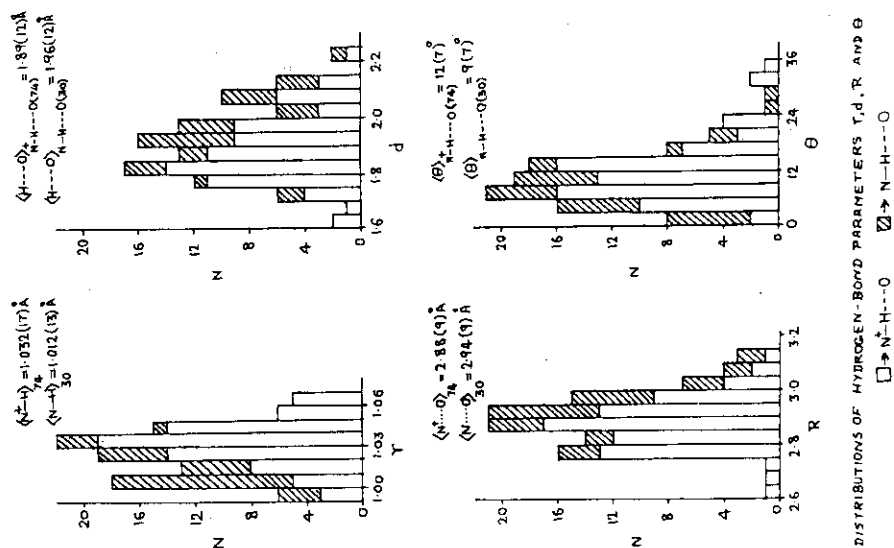 ⟨N⁺—H⟩₇₄ = 1·032(17) Å
⟨N—H⟩₃₀ = 1·012(13) Å
N
20
16
12
8
4
0
1·00 1·03 1·06
r
⟨H---O⟩N⁺-H---O(74) = 1·89(12) Å
⟨H---O⟩N-H---O(30) = 1·96(12) Å
N
20
16
12
8
4
0
1·6 1·8 2·0 2·2
d
⟨N⁺---O⟩₇₄ = 2·88(9) Å
⟨N---O⟩₃₀ = 2·94(9) Å
N
20
16
12
8
4
0
2·6 2·8 3·0 3·2
R
⟨θ⟩N⁺-H---O(74) = 12(7)°
⟨θ⟩N-H---O(30) = 9(7)°
N
20
16
12
8
4
0
0 12 24 36
θ
DISTRIBUTIONS OF HYDROGEN-BOND PARAMETERS r, d, R AND θ
→ N⁺-H---O → N—H----O